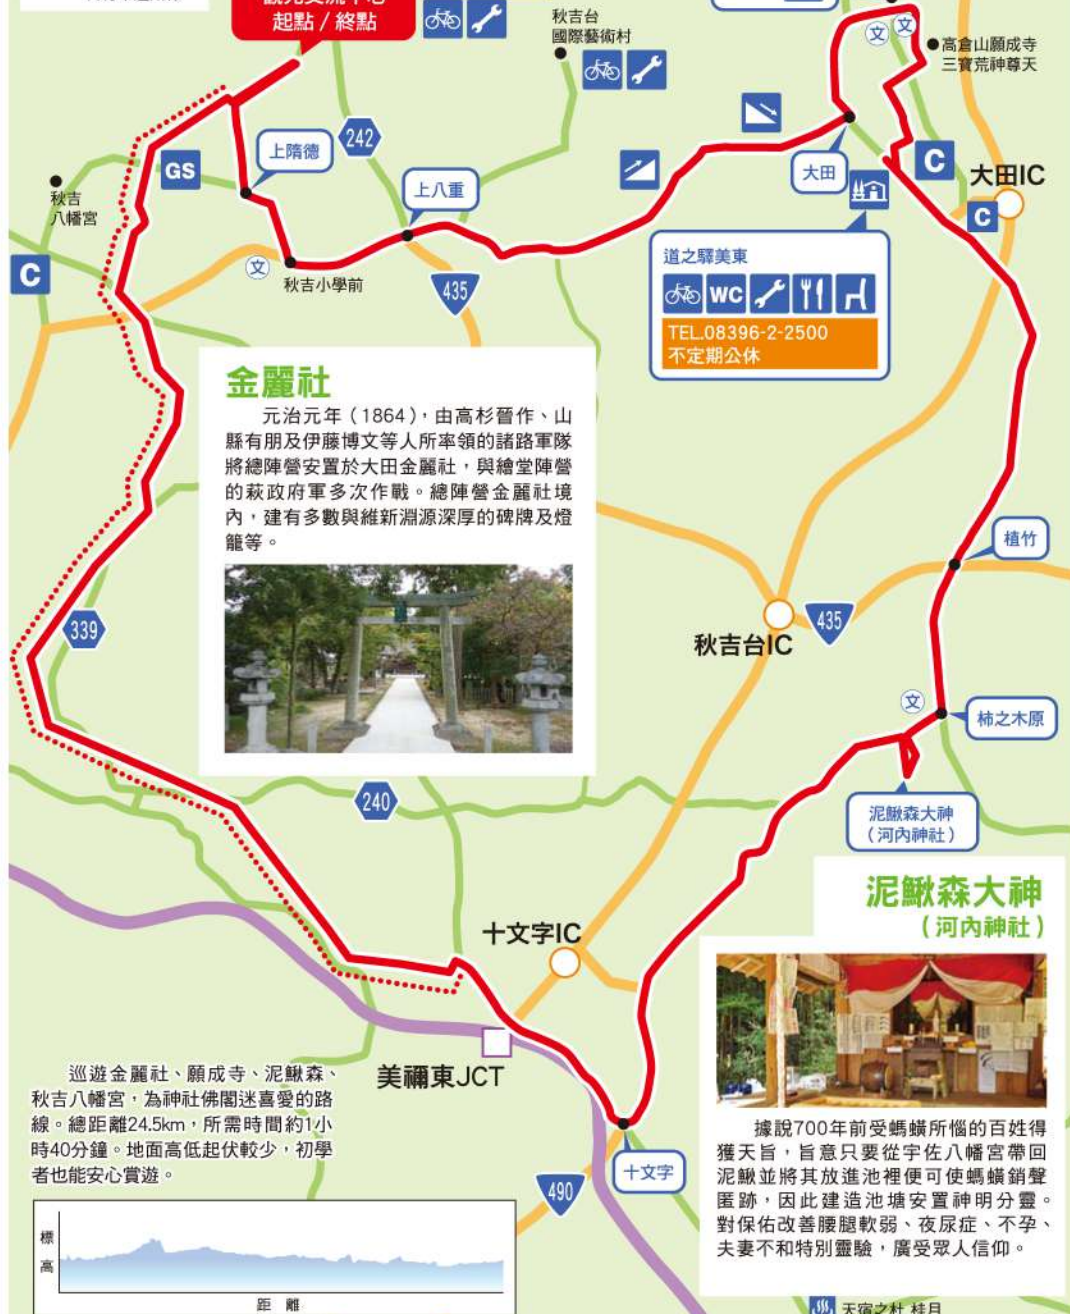 起點 / 終點
秋吉台
國際藝術村
文
文
高倉山願成寺
三寶荒神尊天
上隋德
242
GS
上八重
大田
C
大田IC
C
秋吉
八幡宮
C
文
秋吉小學前
435
道之驛美東
WC
TEL.08396-2-2500
不定期公休
金麗社
元治元年（1864），由高杉晉作、山
縣有朋及伊藤博文等人所率領的諸路軍隊
將總陣營安置於大田金麗社，與繪堂陣營
的萩政府軍多次作戰。總陣營金麗社境
內，建有多數與維新淵源深厚的碑牌及燈
籠等。
植竹
秋吉台IC
435
339
文
柿之木原
240
泥鰍森大神
（河內神社）
十文字IC
美禰東JCT
十文字
490
泥鰍森大神
（河內神社）
據說700年前受螞蟥所惱的百姓得
獲天旨，旨意只要從宇佐八幡宮帶回
泥鰍並將其放進池裡便可使螞蟥銷聲
匿跡，因此建造池塘安置神明分靈。
對保佑改善腰腿軟弱、夜尿症、不孕、
夫妻不和特別靈驗，廣受眾人信仰。
巡遊金麗社、願成寺、泥鰍森、
秋吉八幡宮，為神社佛閣迷喜愛的路
線。總距離24.5km，所需時間約1小
時40分鐘。地面高低起伏較少，初學
者也能安心賞遊。
標
高
距 離
天宿之杜 桂月